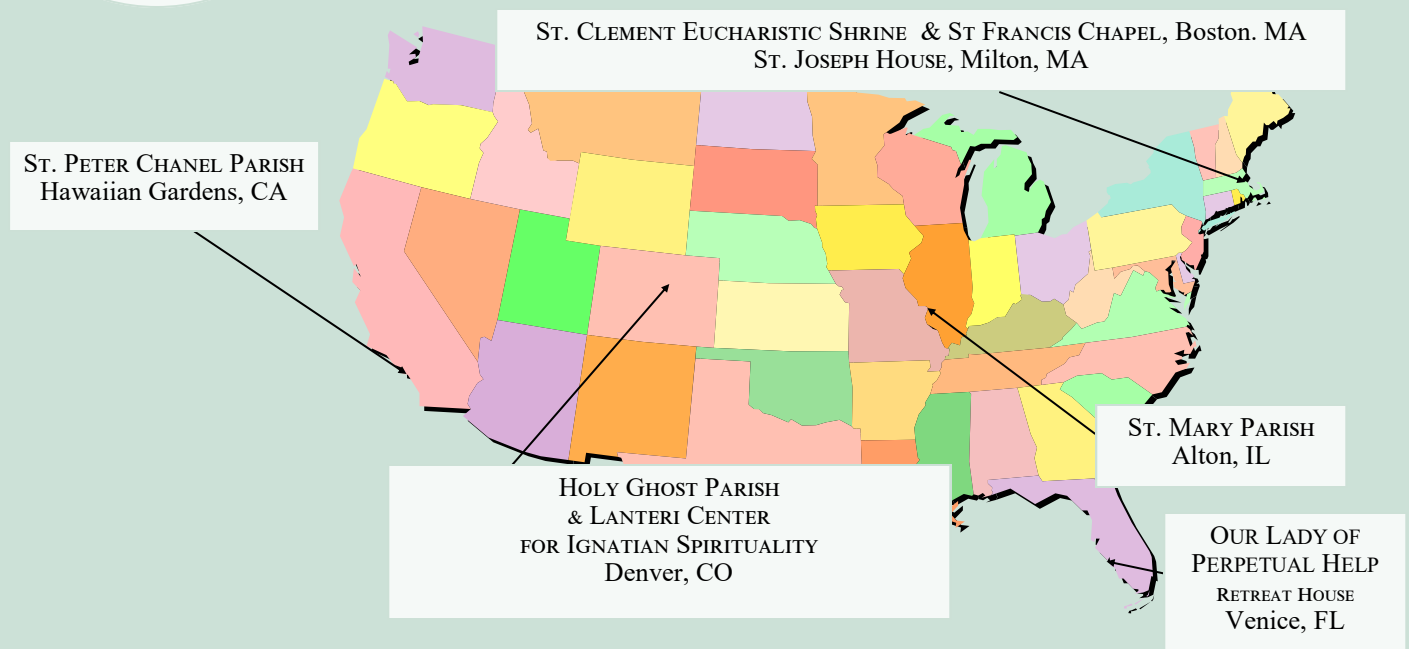 St. Clement Eucharistic Shrine & St Francis Chapel, Boston. MA
St. Joseph House, Milton, MA
St. Peter Chanel Parish
Hawaiian Gardens, CA
St. Mary Parish
Alton, IL
Holy Ghost Parish
& Lanteri Center
for Ignatian Spirituality
Denver, CO
Our Lady of
Perpetual Help
Retreat House
Venice, FL